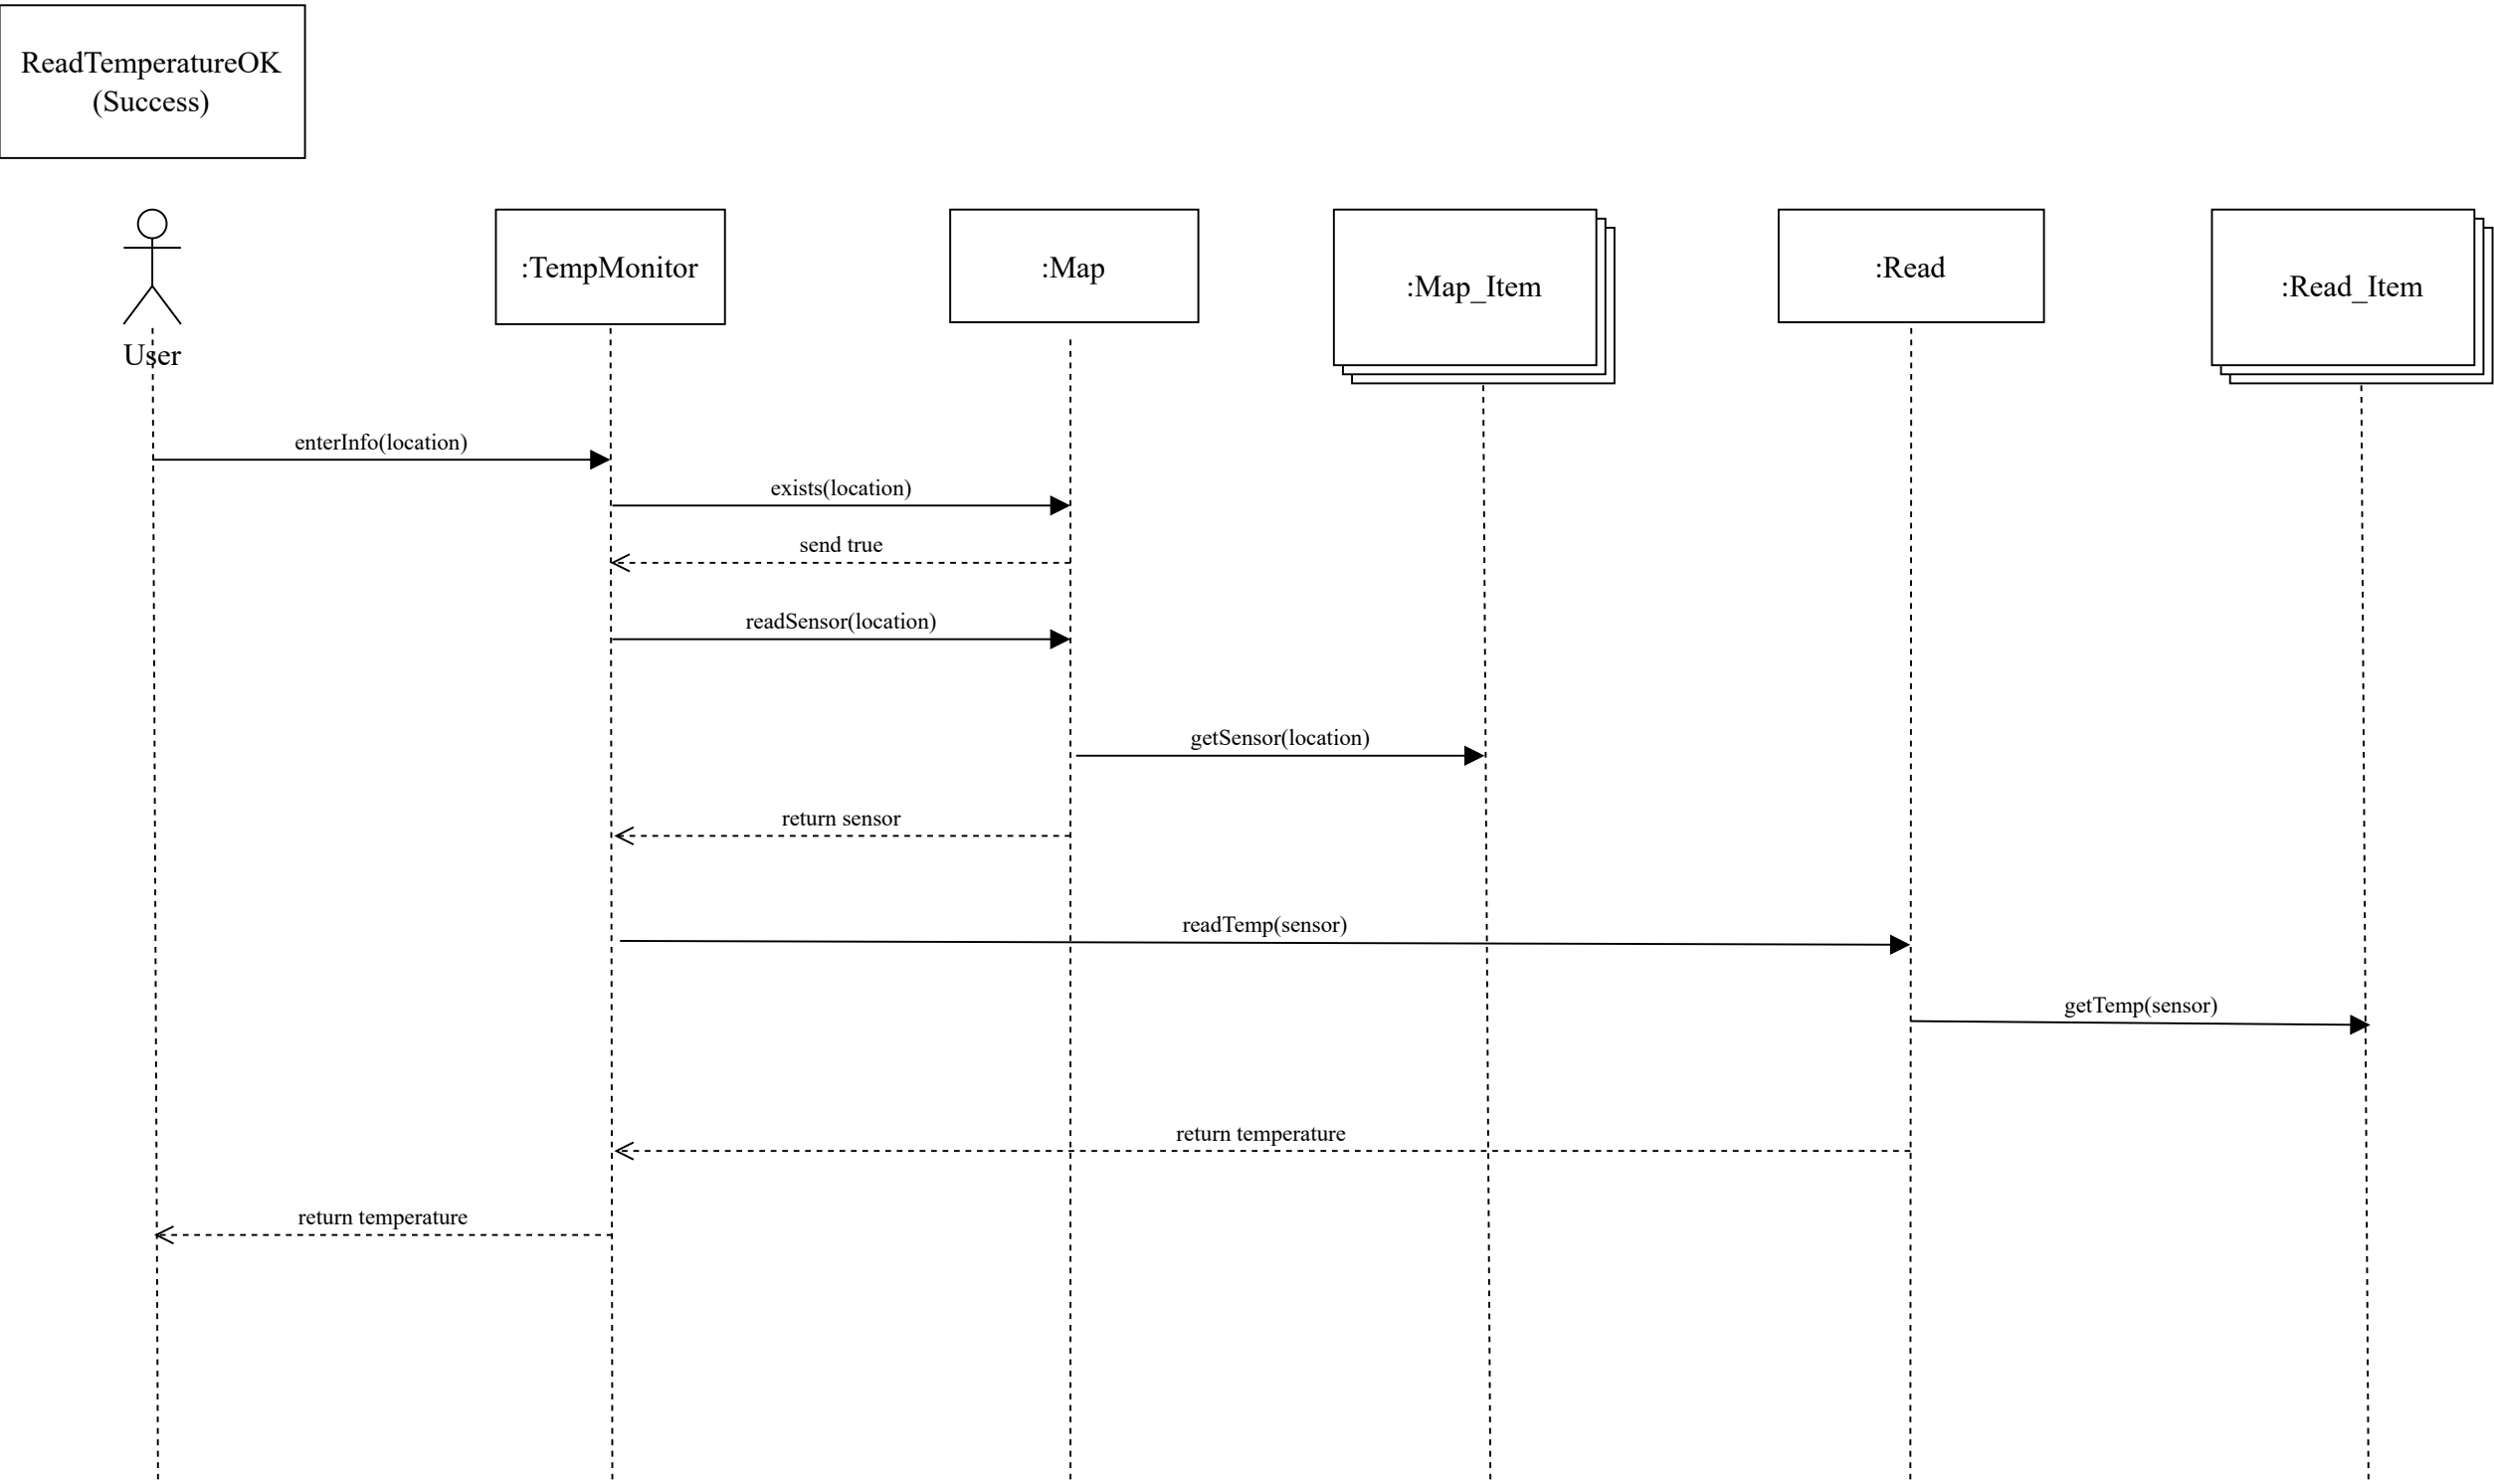 ReadTemperatureOK
(Success)
User
:TempMonitor
:Map
:Map_Item
:Read
:Read_Item
enterInfo(location)
exists(location)
send true
readSensor(location)
getSensor(location)
return sensor
readTemp(sensor)
getTemp(sensor)
return temperature
return temperature